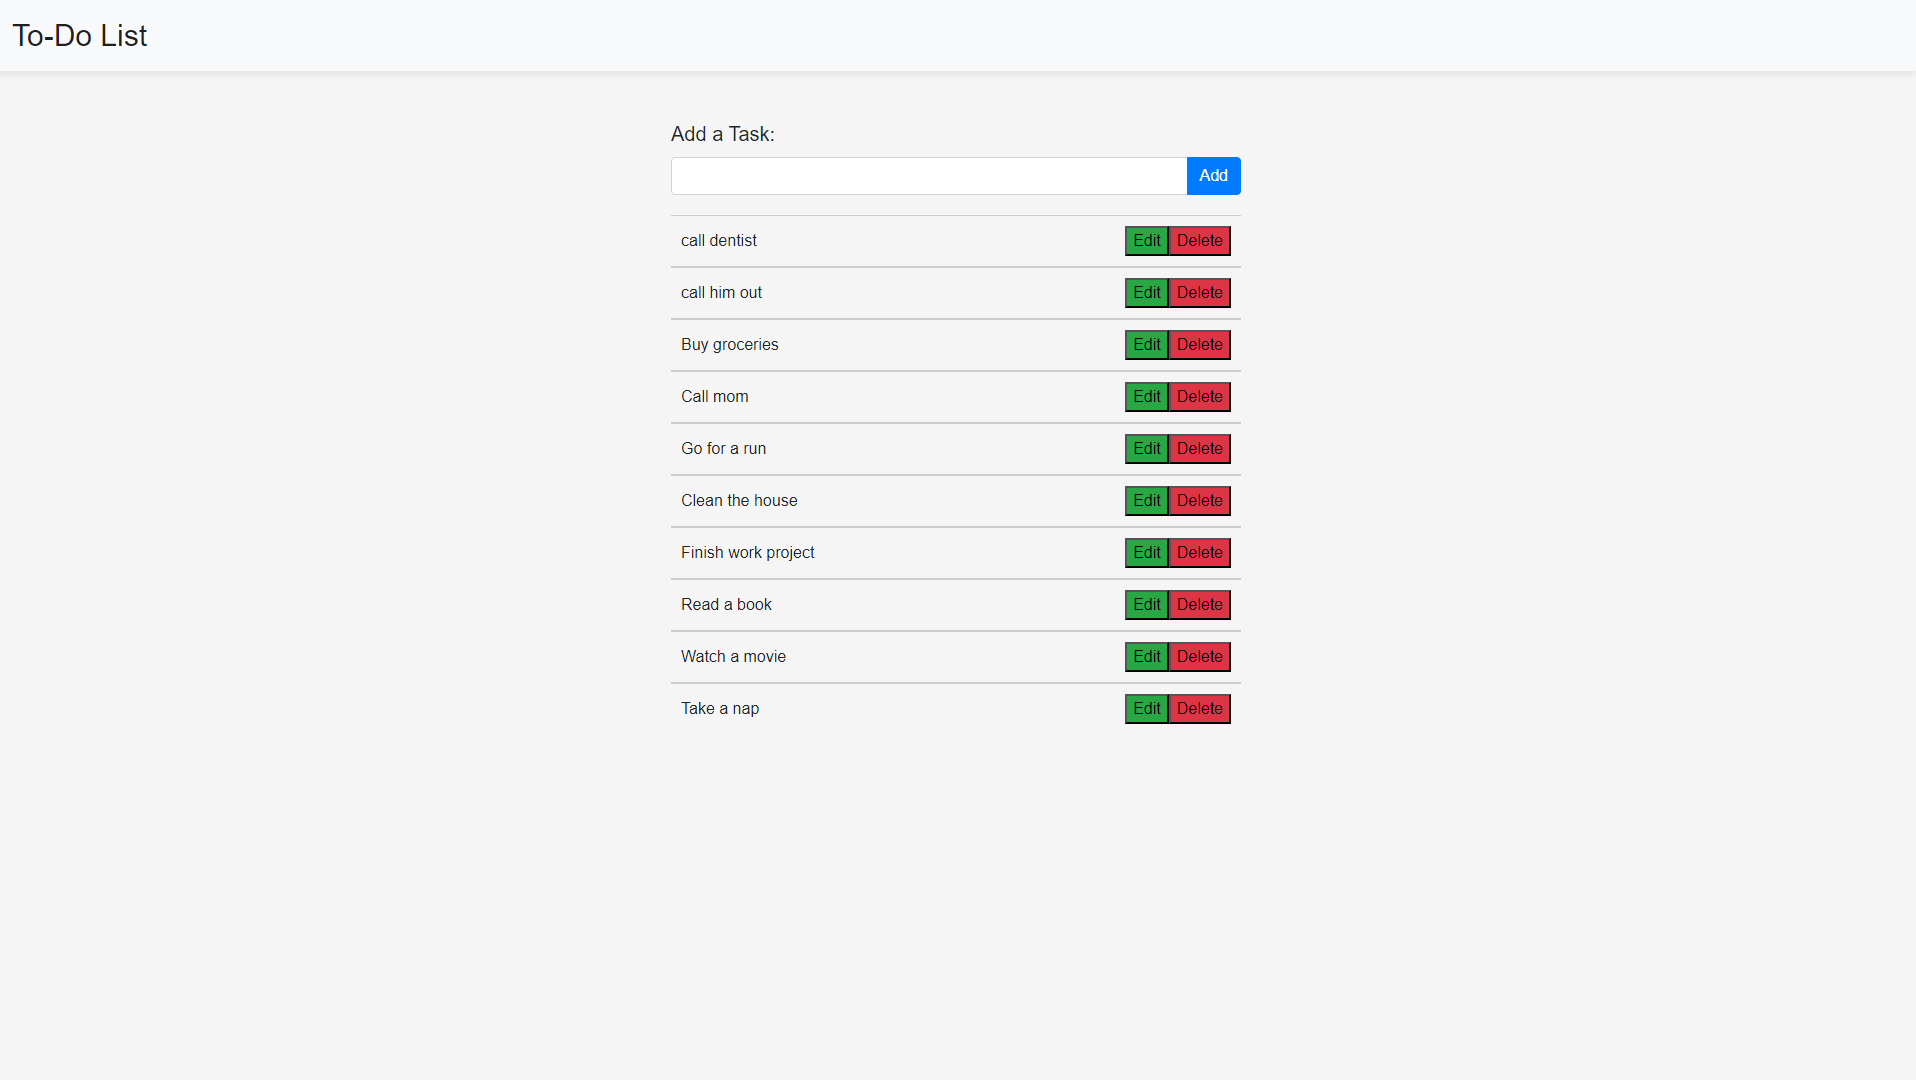 To-Do List
Add a Task:
Add
call dentist Edit Delete
call him out Edit Delete
Buy groceries Edit Delete
Call mom Edit Delete
Go for a run Edit Delete
Clean the house Edit Delete
Finish work project Edit Delete
Read a book Edit Delete
Watch a movie Edit Delete
Take a nap Edit Delete